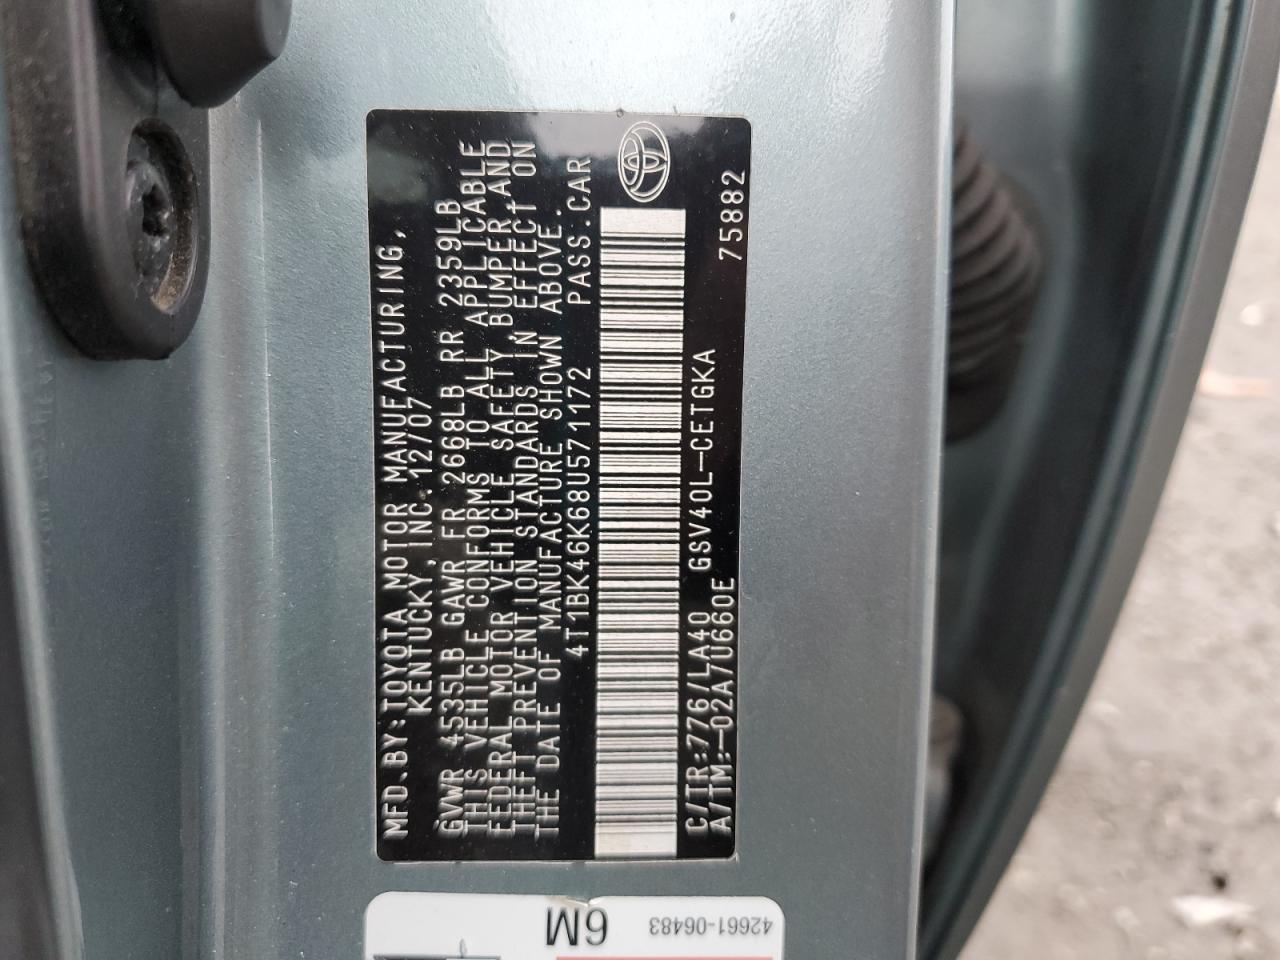 MFD.BY:TOYOTA MOTOR MANUFACTURING,
KENTUCKY, INC.12/07
GVWR 4535LB GAWR FR 2668LB RR 2359LB
THIS VEHICLE CONFORMS TO ALL APPLICABLE
FEDERAL MOTOR VEHICLE SAFETY,BUMPER,AND
THEFT PREVENTION STANDARDS IN EFFECT ON
THE DATE OF MANUFACTURE SHOWN ABOVE.
4T1BK46K68U571172 PASS.CAR
C/TR:776/LA40 GSV40L-CETGKA
A/TM:-02A/U660E 75882
6M
42661-06483